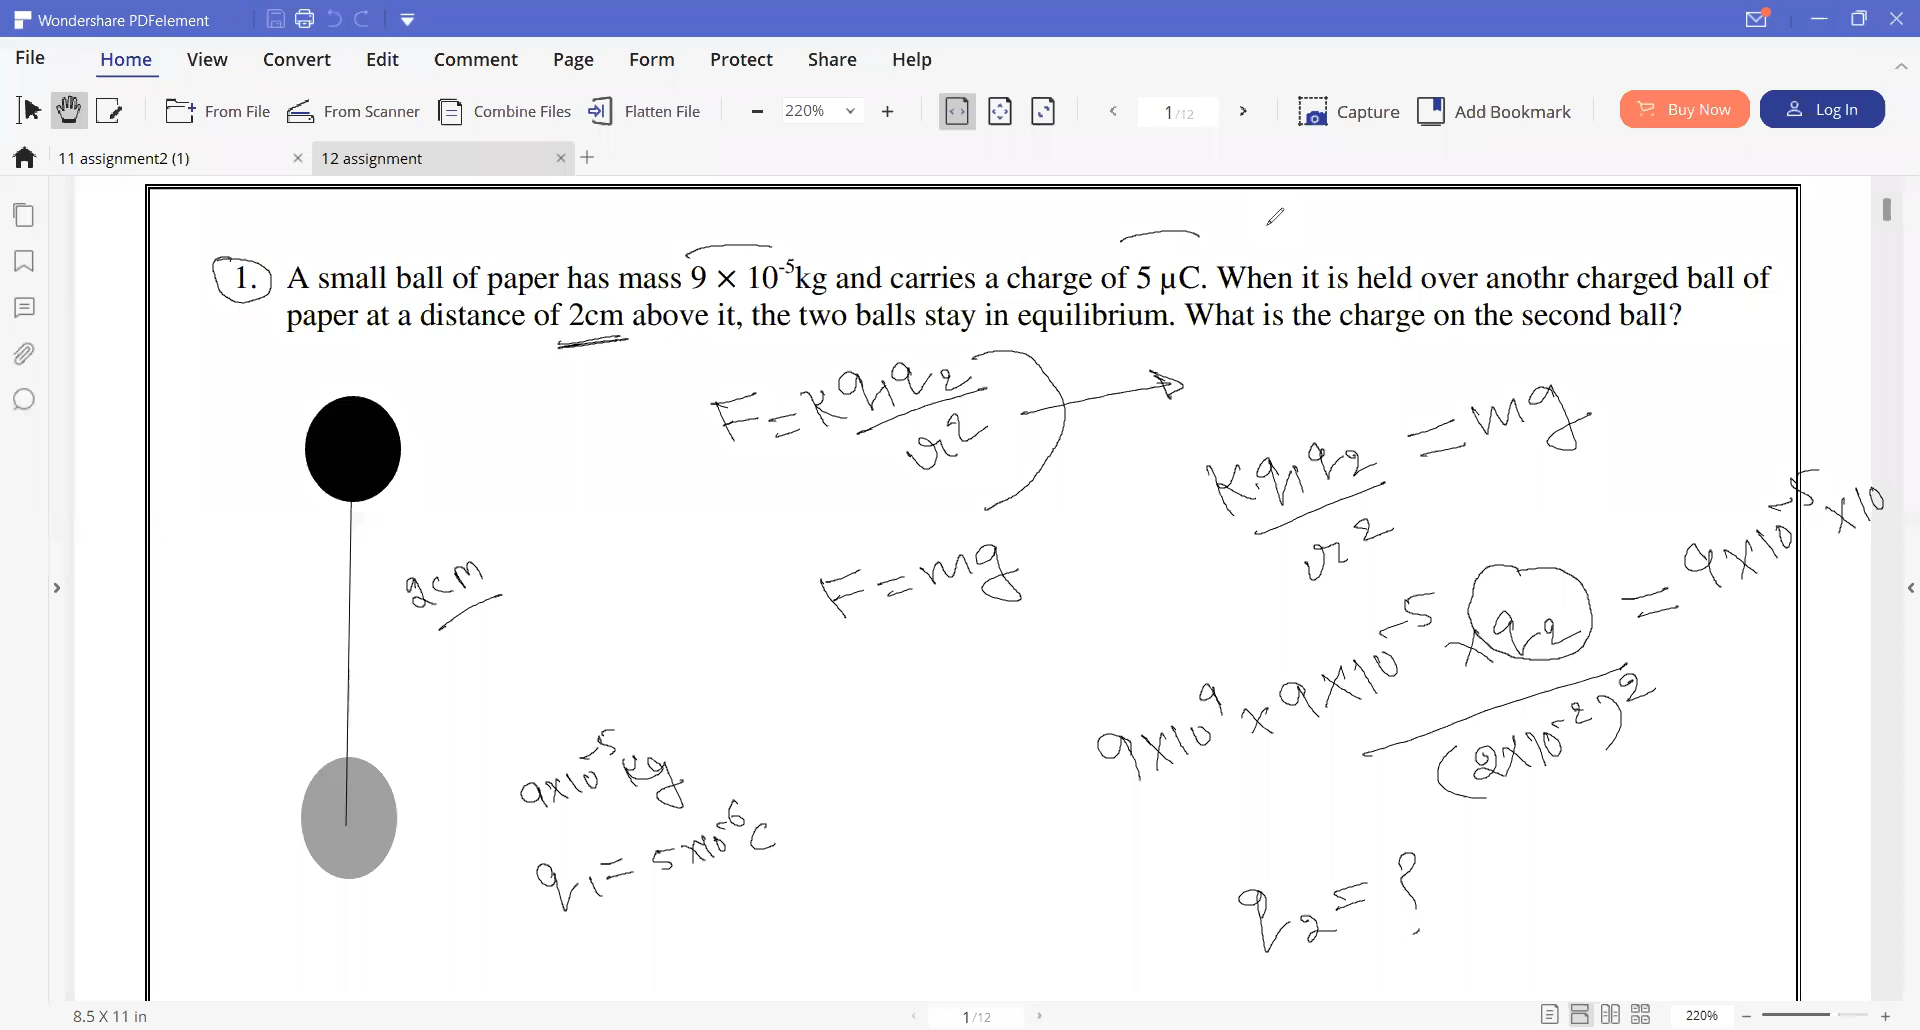 Wondershare PDFelement
File Home View Convert Edit Comment Page Form Protect Share Help
From File From Scanner Combine Files Flatten File 220% 1/12 Capture Add Bookmark Buy Now Log In
11 assignment2 (1) 12 assignment
1. A small ball of paper has mass 9 × 10⁻⁵kg and carries a charge of 5 µC. When it is held over anothr charged ball of
paper at a distance of 2cm above it, the two balls stay in equilibrium. What is the charge on the second ball?
F = Kq₁q₂/r²
Kq₁q₂/r² = mg
2cm
F = mg
9×10⁹ × 9×10⁻⁵ × q₂/(2×10⁻²)² = 9×10⁻⁵ ×10
9×10⁻⁵ kg
q₁ = 5×10⁻⁶ C
q₂ = ?
8.5 X 11 in 1/12 220%